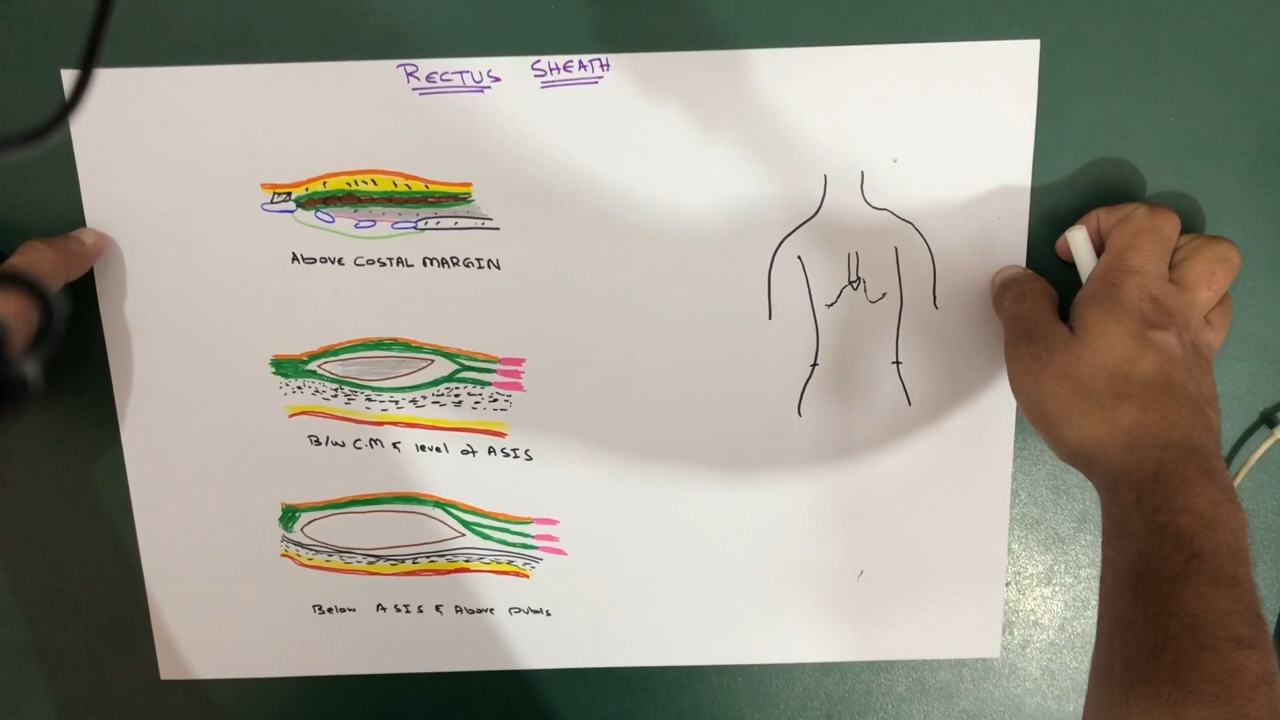 RECTUS SHEATH
ABOVE COSTAL MARGIN
B/w C.M & level of ASIS
Below ASIS & Above pubis